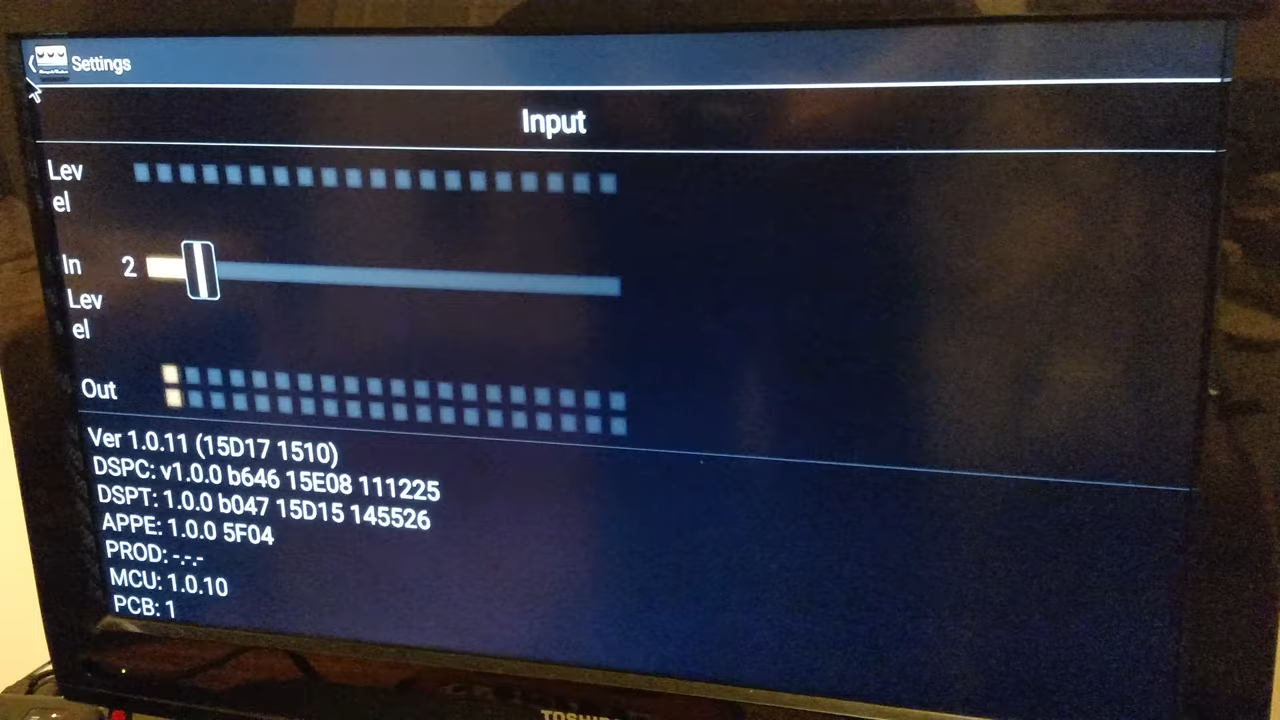 Settings
Input
Lev
el
In
Lev
el
2
Out
Ver 1.0.11 (15D17 1510)
DSPC: v1.0.0 b646 15E08 111225
DSPT: 1.0.0 b047 15D15 145526
APPE: 1.0.0 5F04
PROD: -.-.-
MCU: 1.0.10
PCB: 1